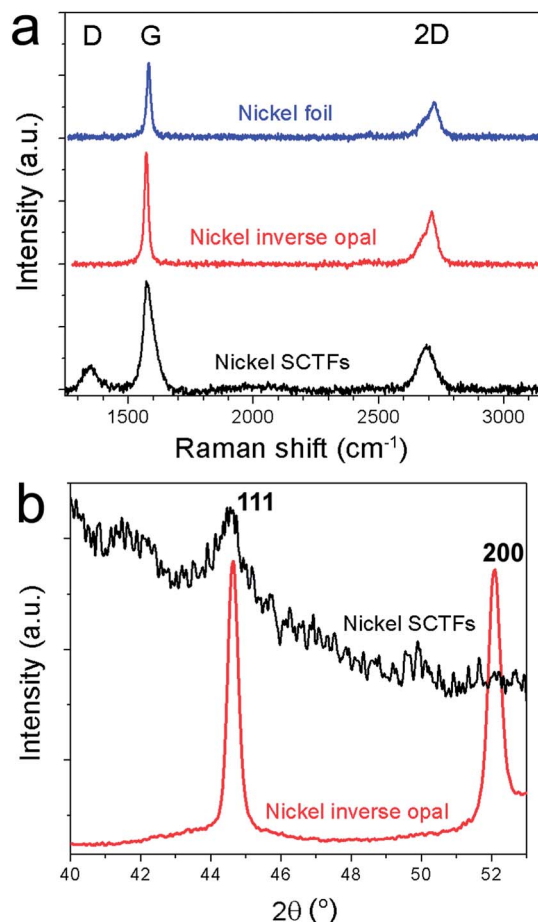 a
D G 2D
Nickel foil
Nickel inverse opal
Nickel SCTFs
Intensity (a.u.)
1500 2000 2500 3000
Raman shift (cm⁻¹)
b
111
200
Nickel SCTFs
Nickel inverse opal
Intensity (a.u.)
40 42 44 46 48 50 52
2θ (°)